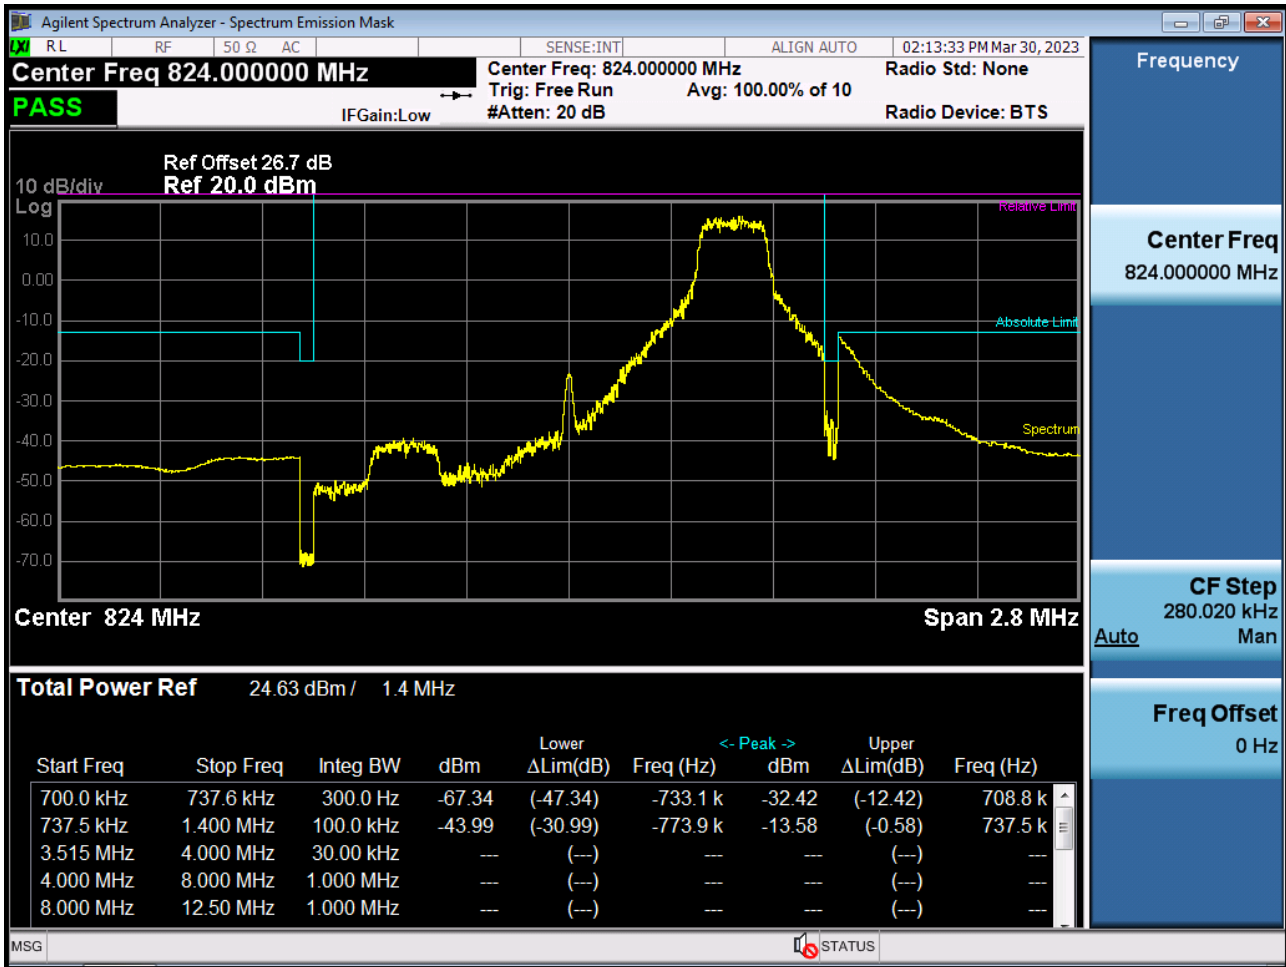 Agilent Spectrum Analyzer - Spectrum Emission Mask
LXI RL RF 50 Ω AC SENSE:INT ALIGN AUTO 02:13:33 PM Mar 30, 2023
Center Freq 824.000000 MHz
Center Freq: 824.000000 MHz Radio Std: None
Trig: Free Run Avg: 100.00% of 10
PASS
IFGain:Low #Atten: 20 dB Radio Device: BTS
Ref Offset 26.7 dB
10 dB/div Ref 20.0 dBm
Log
Relative Limit
10.0
0.00
-10.0
Absolute Limit
-20.0
-30.0
Spectrum
-40.0
-50.0
-60.0
-70.0
Center 824 MHz Span 2.8 MHz
Total Power Ref 24.63 dBm / 1.4 MHz
Lower <- Peak -> Upper
Start Freq Stop Freq Integ BW dBm ΔLim(dB) Freq (Hz) dBm ΔLim(dB) Freq (Hz)
700.0 kHz 737.6 kHz 300.0 Hz -67.34 (-47.34) -733.1 k -32.42 (-12.42) 708.8 k
737.5 kHz 1.400 MHz 100.0 kHz -43.99 (-30.99) -773.9 k -13.58 (-0.58) 737.5 k
3.515 MHz 4.000 MHz 30.00 kHz --- (---) --- --- (---) ---
4.000 MHz 8.000 MHz 1.000 MHz --- (---) --- --- (---) ---
8.000 MHz 12.50 MHz 1.000 MHz --- (---) --- --- (---) ---
MSG STATUS
Frequency
Center Freq
824.000000 MHz
CF Step
280.020 kHz
Auto Man
Freq Offset
0 Hz